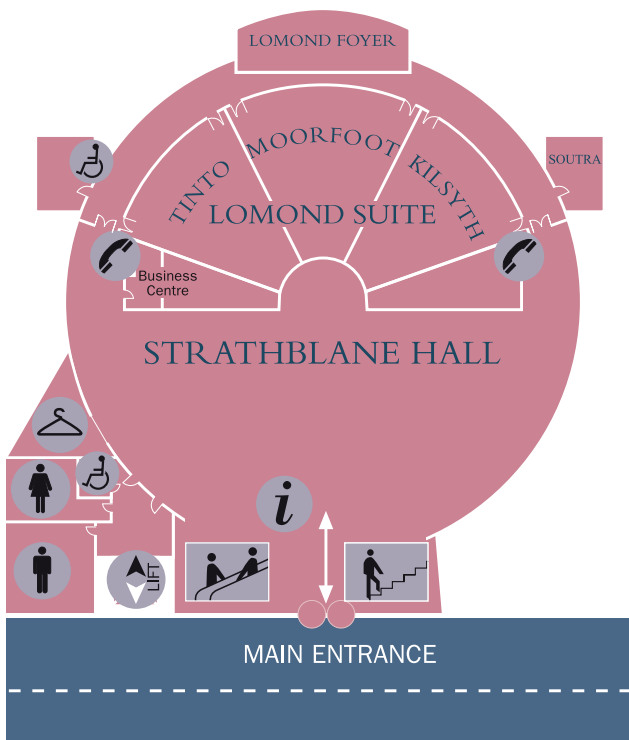 LOMOND FOYER
MOORFOOT
TINTO
KILSYTH
SOUTRA
LOMOND SUITE
Business
Centre
STRATHBLANE HALL
i
LIFT
MAIN ENTRANCE